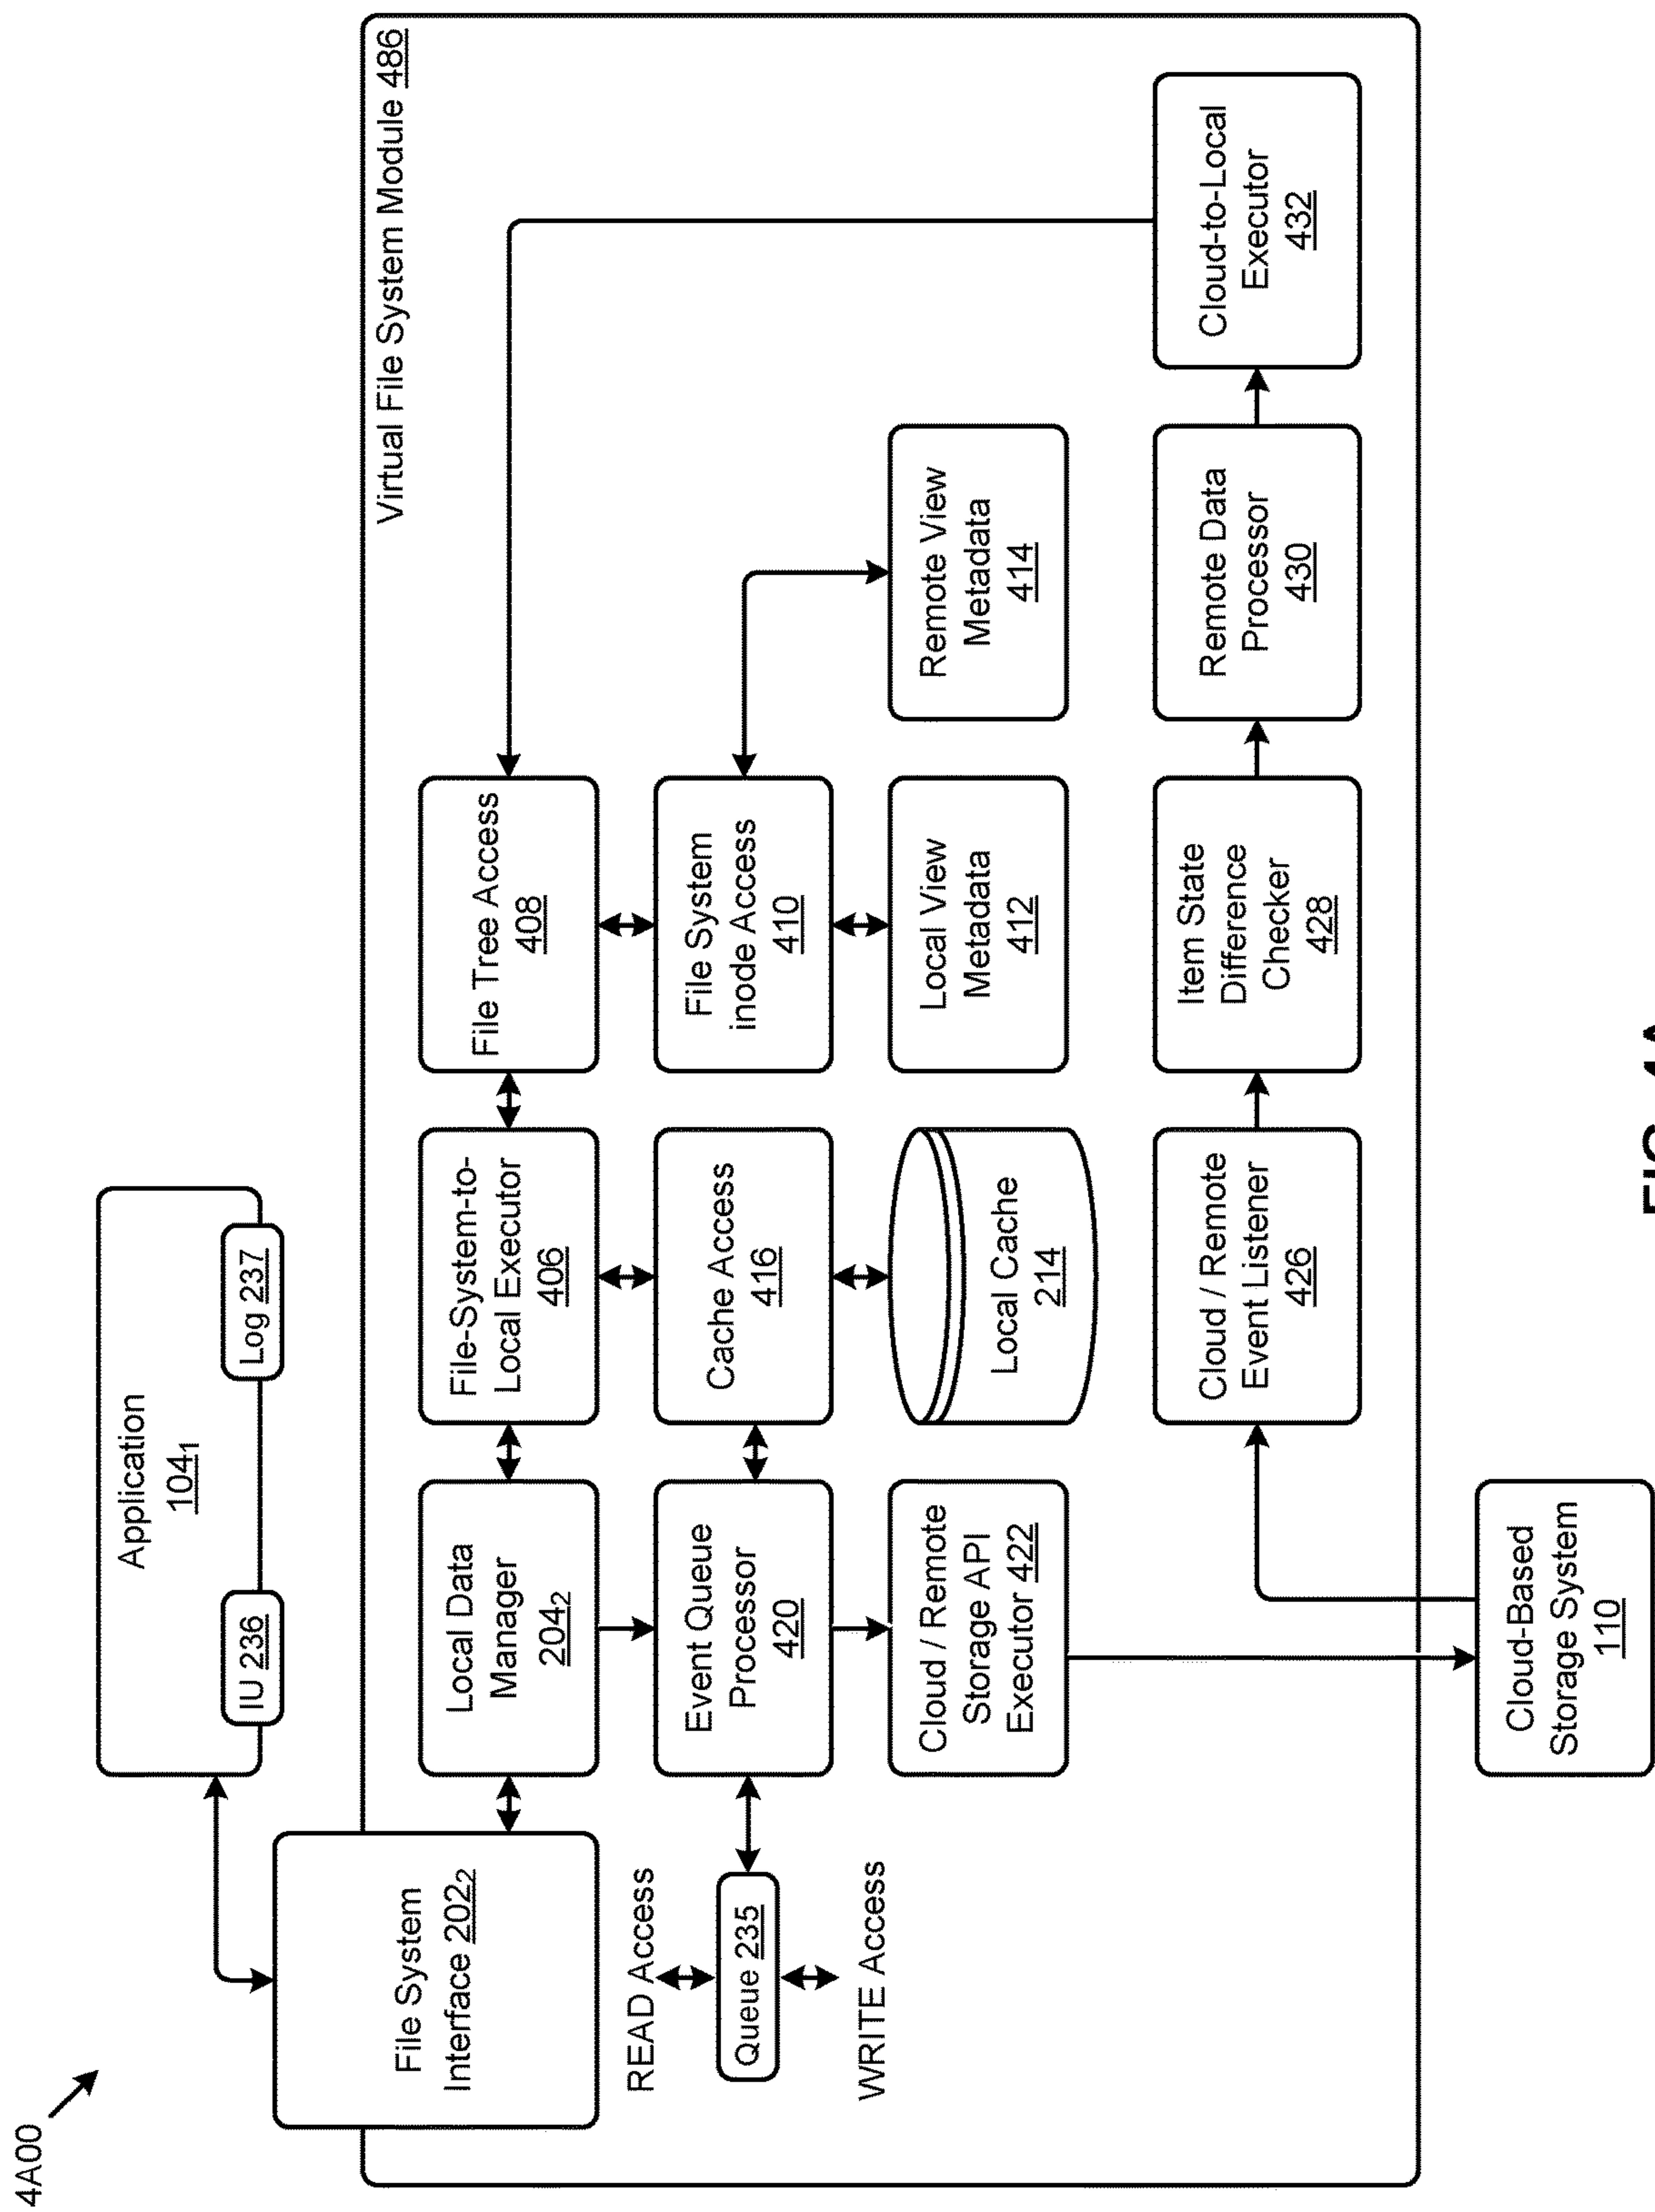 4A00
Application
104₁
IU 236
Log 237
Virtual File System Module 486
File System
Interface 202₂
Local Data
Manager
204₂
File-System-to-
Local Executor
406
File Tree Access
408
READ Access
Queue 235
WRITE Access
Event Queue
Processor
420
Cache Access
416
File System
inode Access
410
Cloud / Remote
Storage API
Executor 422
Local Cache
214
Local View
Metadata
412
Remote View
Metadata
414
Cloud / Remote
Event Listener
426
Item State
Difference
Checker
428
Remote Data
Processor
430
Cloud-to-Local
Executor
432
Cloud-Based
Storage System
110
FIG. 4A